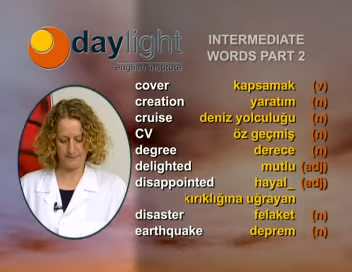 daylight
english institute
INTERMEDIATE
WORDS PART 2
cover kapsamak (v)
creation yaratım (n)
cruise deniz yolculuğu (n)
CV öz geçmiş (n)
degree derece (n)
delighted mutlu (adj)
disappointed hayal_ (adj)
kırıklığına uğrayan
disaster felaket (n)
earthquake deprem (n)